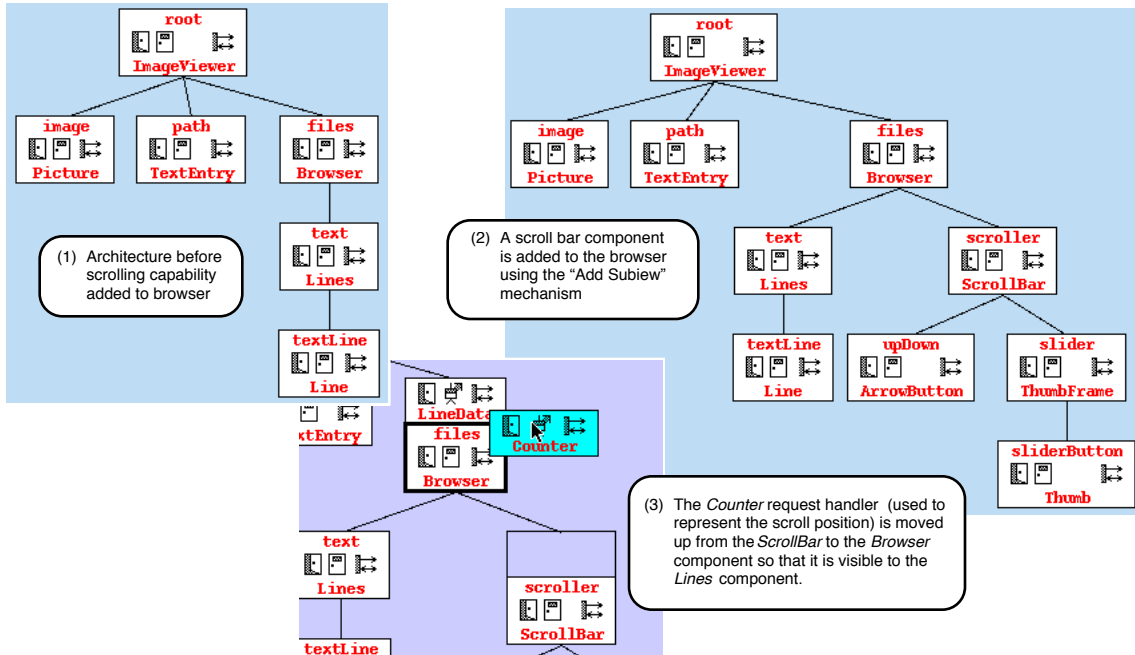 root
ImageViewer
image
Picture
path
TextEntry
files
Browser
text
Lines
textLine
Line
(1) Architecture before
scrolling capability
added to browser
root
ImageViewer
image
Picture
path
TextEntry
files
Browser
text
Lines
scroller
ScrollBar
textLine
Line
upDown
ArrowButton
slider
ThumbFrame
sliderButton
Thumb
(2) A scroll bar component
is added to the browser
using the “Add Subiew”
mechanism
xtEntry
LineData
Counter
files
Browser
text
Lines
scroller
ScrollBar
textLine
(3) The Counter request handler (used to
represent the scroll position) is moved
up from the ScrollBar to the Browser
component so that it is visible to the
Lines component.